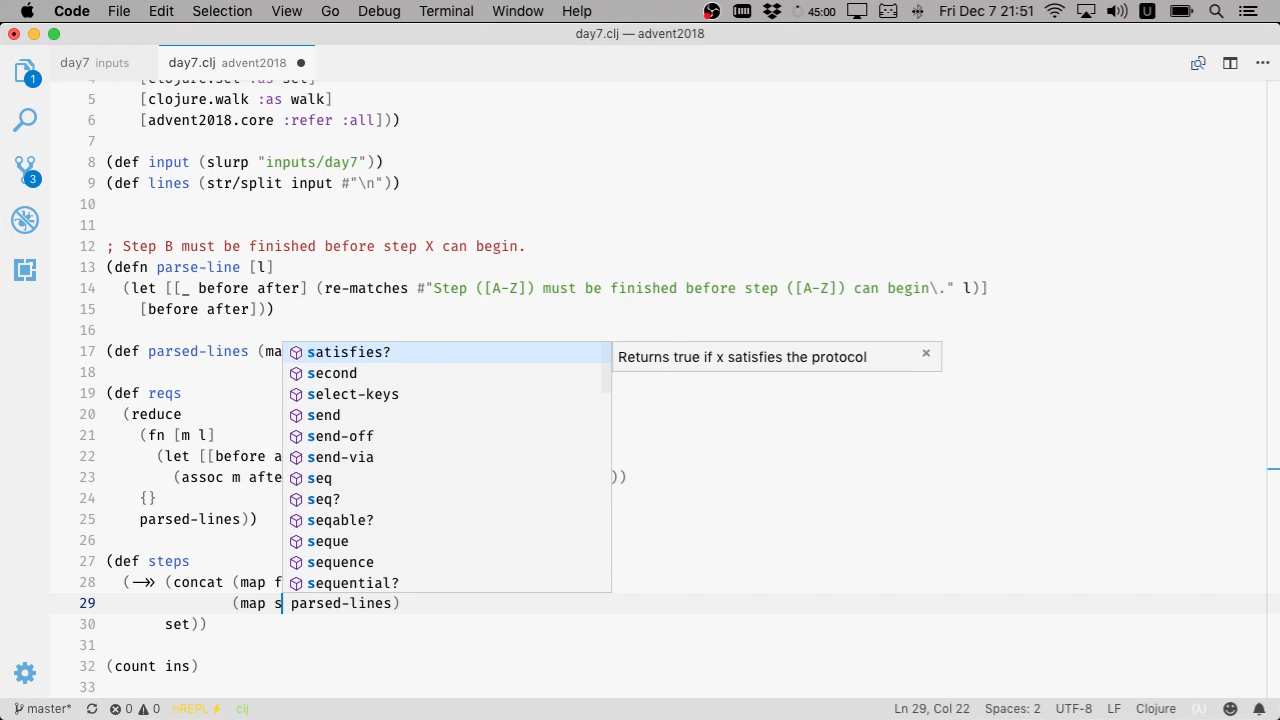 Code File Edit Selection View Go Debug Terminal Window Help 45:00 Fri Dec 7 21:51
day7.clj — advent2018
day7 inputs day7.clj advent2018
5 [clojure.walk :as walk]
6 [advent2018.core :refer :all]))
7
8 (def input (slurp "inputs/day7"))
9 (def lines (str/split input #"\n"))
10
11
12 ; Step B must be finished before step X can begin.
13 (defn parse-line [l]
14 (let [[_ before after] (re-matches #"Step ([A-Z]) must be finished before step ([A-Z]) can begin\." l)]
15 [before after]))
16
17 (def parsed-lines (ma
18
19 (def reqs
20 (reduce
21 (fn [m l]
22 (let [[before a
23 (assoc m afte ))
24 {}
25 parsed-lines))
26
27 (def steps
28 (->> (concat (map f
29 (map s parsed-lines)
30 set))
31
32 (count ins)
33
satisfies?
second
select-keys
send
send-off
send-via
seq
seq?
seqable?
seque
sequence
sequential?
Returns true if x satisfies the protocol ×
1
3
master* 0 0 nREPL⚡ clj Ln 29, Col 22 Spaces: 2 UTF-8 LF Clojure (λ)